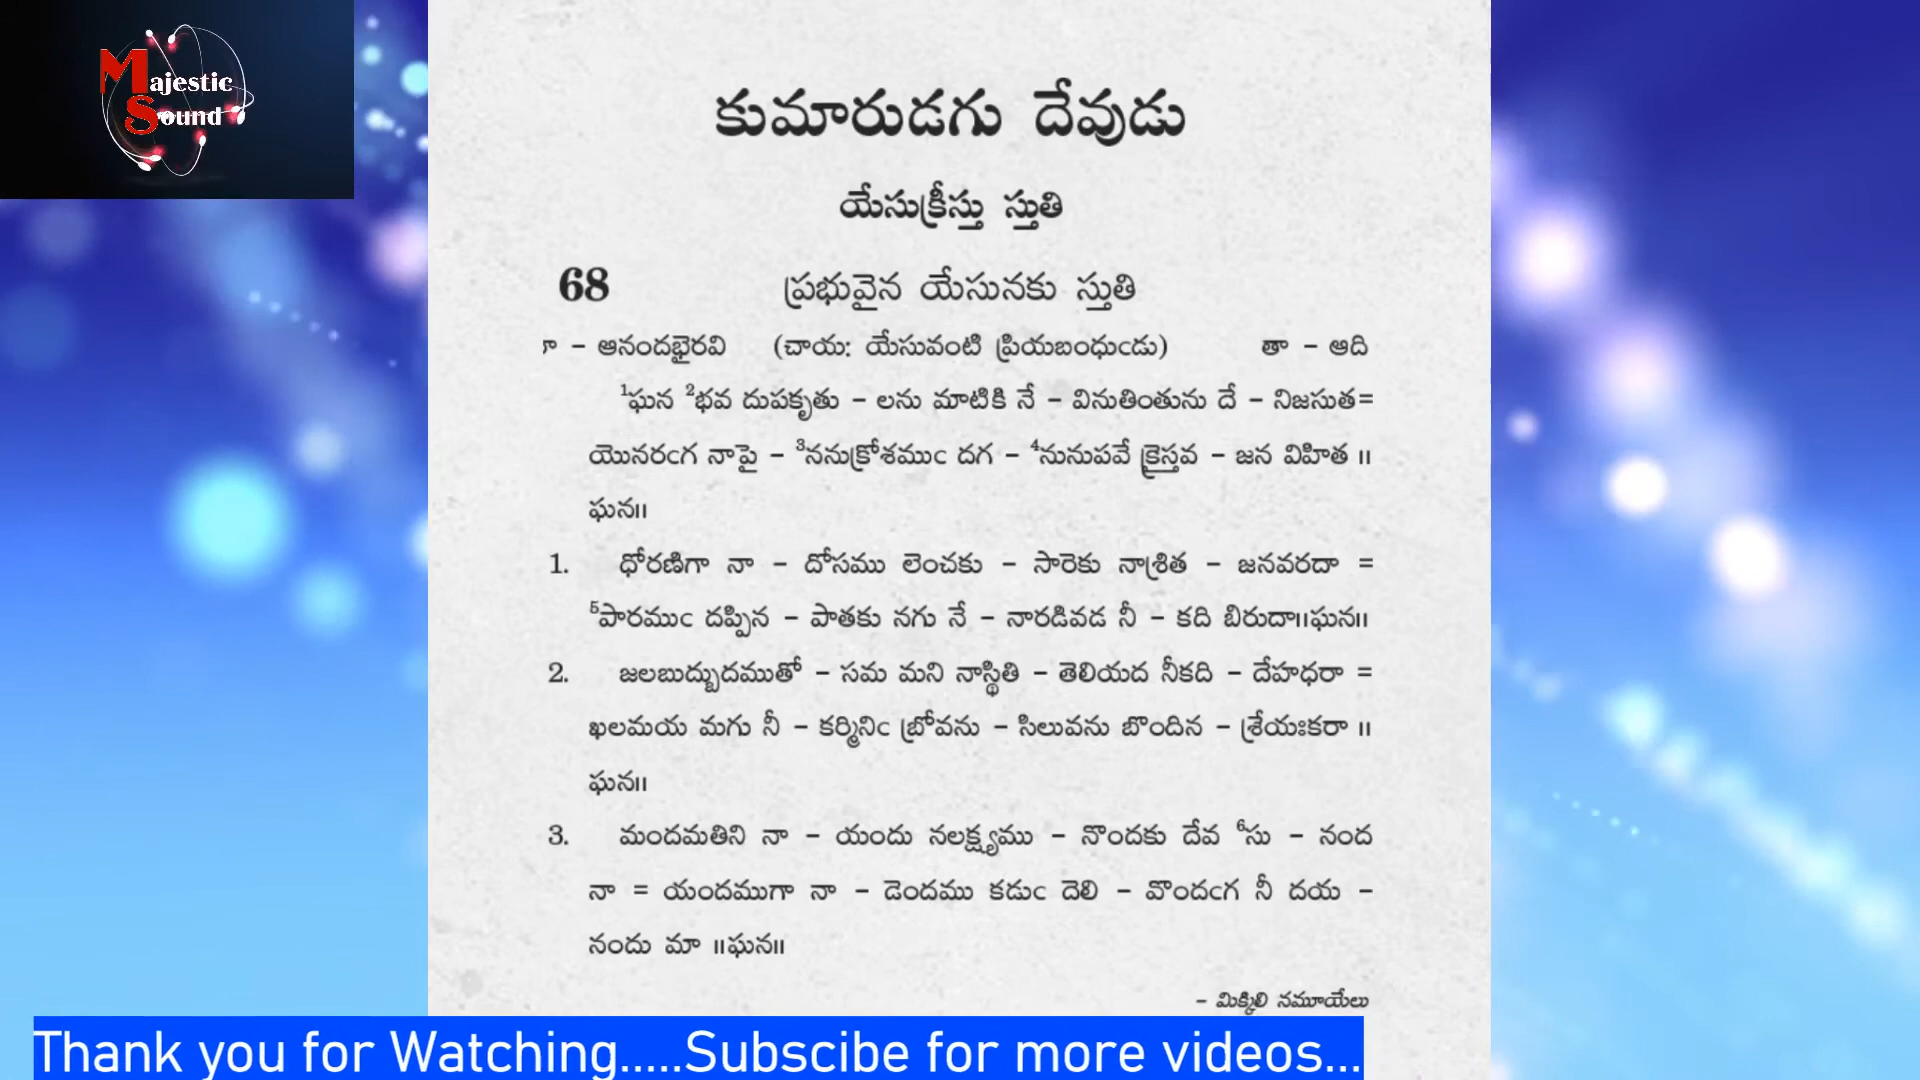 Majestic
Sound
కుమారుడగు దేవుడు
యేసుక్రీస్తు స్తుతి
68 ప్రభువైన యేసునకు స్తుతి
– ఆనందభైరవి (చాయ: యేసువంటి ప్రియబంధుఁడు) తా – ఆది
¹ఘన ²భవ దుపకృతు – లను మాటికి నే – వినుతింతును దే – నిజసుత=
యొనరఁగ నాపై – ³ననుక్రోశముఁ దగ – ⁴నునుపవే క్రైస్తవ – జన విహిత ॥
ఘన॥
1. ధోరణిగా నా – దోసము లెంచకు – సారెకు నాశ్రిత – జనవరదా =
⁵పారముఁ దప్పిన – పాతకు నగు నే – నారడివడ నీ – కది బిరుదా॥ఘన॥
2. జలబుద్బుదముతో – సమ మని నాస్థితి – తెలియద నీకది – దేహధరా =
ఖలమయ మగు నీ – కర్మినిఁ బ్రోవను – సిలువను బొందిన – శ్రేయఃకరా ॥
ఘన॥
3. మందమతిని నా – యందు నలక్ష్యము – నొందకు దేవ ⁶సు – నంద
నా = యందముగా నా – డెందము కడుఁ దెలి – వొందఁగ నీ దయ –
నందు మా ॥ఘన॥
– మిక్కిలి నమూయేలు
Thank you for Watching.....Subscibe for more videos...